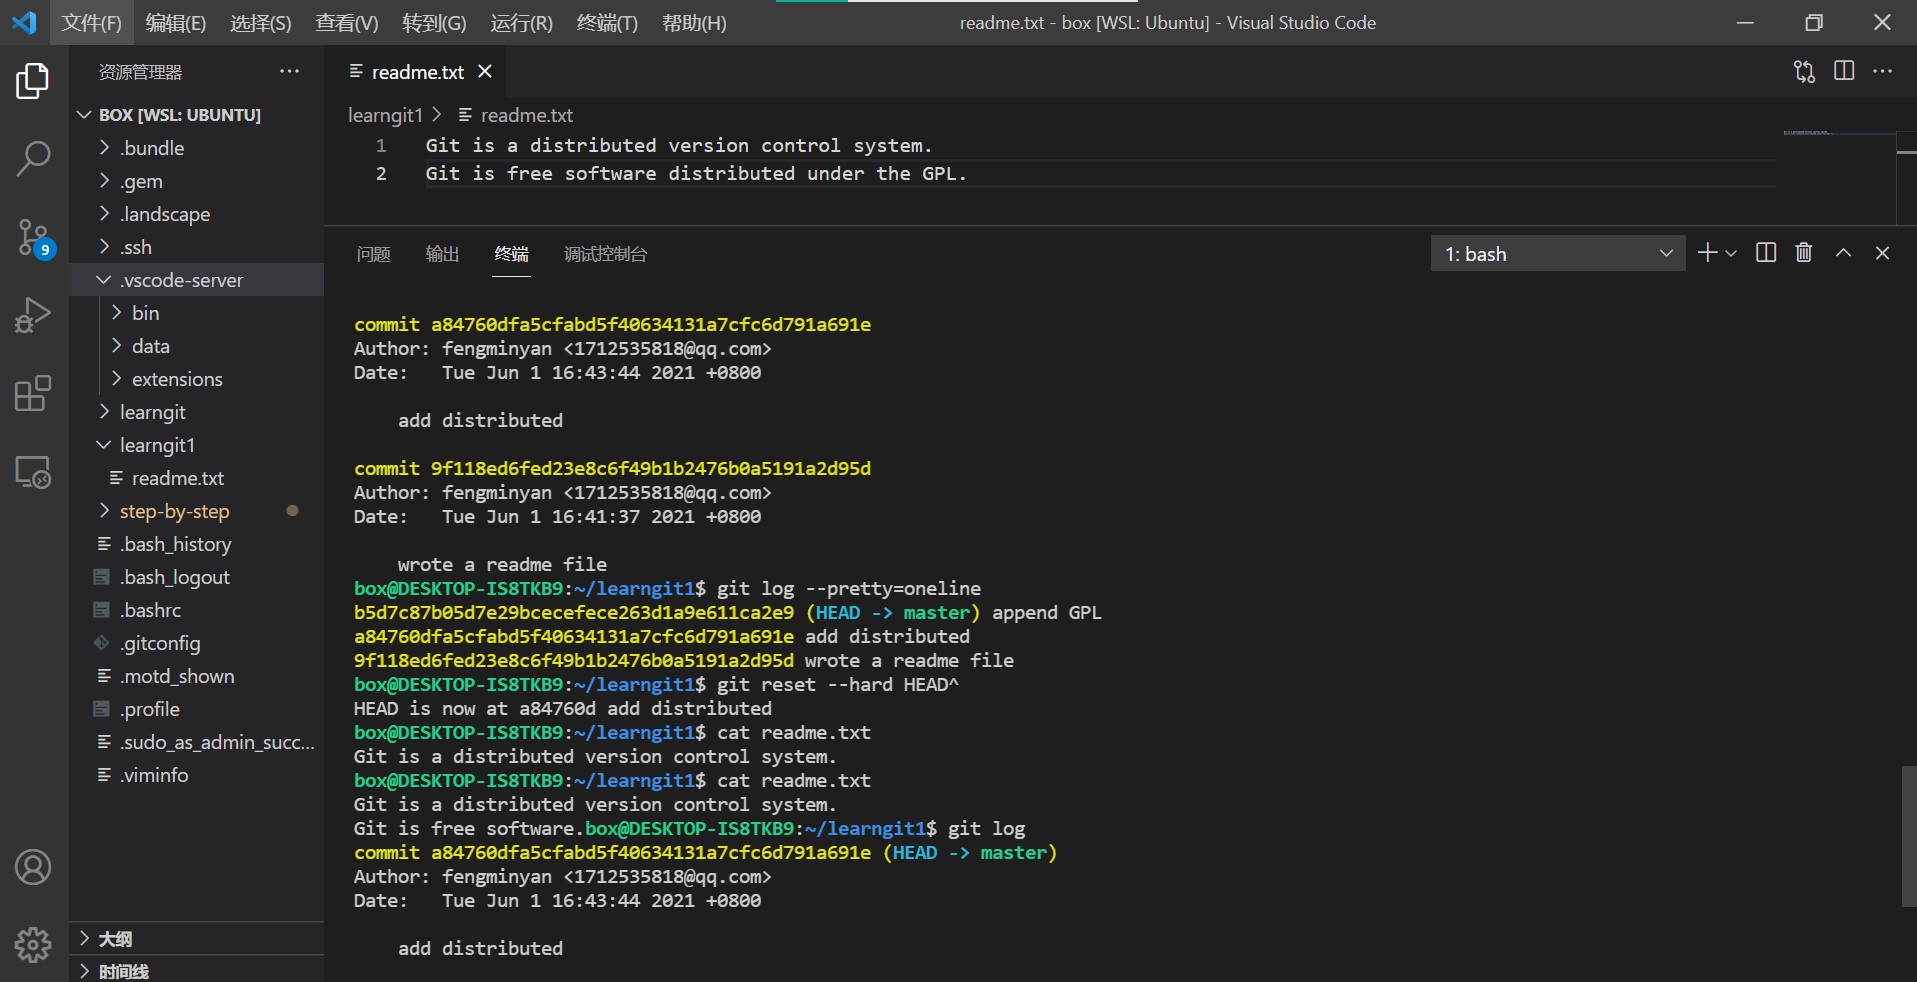 文件(F) 编辑(E) 选择(S) 查看(V) 转到(G) 运行(R) 终端(T) 帮助(H) readme.txt - box [WSL: Ubuntu] - Visual Studio Code
资源管理器
BOX [WSL: UBUNTU]
.bundle
.gem
.landscape
.ssh
9
.vscode-server
bin
data
extensions
learngit
learngit1
readme.txt
step-by-step
.bash_history
.bash_logout
.bashrc
.gitconfig
.motd_shown
.profile
.sudo_as_admin_succ...
.viminfo
大纲
时间线
readme.txt
learngit1 > readme.txt
1 Git is a distributed version control system.
2 Git is free software distributed under the GPL.
问题 输出 终端 调试控制台 1: bash
commit a84760dfa5cfabd5f40634131a7cfc6d791a691e
Author: fengminyan <1712535818@qq.com>
Date:   Tue Jun 1 16:43:44 2021 +0800
add distributed
commit 9f118ed6fed23e8c6f49b1b2476b0a5191a2d95d
Author: fengminyan <1712535818@qq.com>
Date:   Tue Jun 1 16:41:37 2021 +0800
wrote a readme file
box@DESKTOP-IS8TKB9:~/learngit1$ git log --pretty=oneline
b5d7c87b05d7e29bcecefece263d1a9e611ca2e9 (HEAD -> master) append GPL
a84760dfa5cfabd5f40634131a7cfc6d791a691e add distributed
9f118ed6fed23e8c6f49b1b2476b0a5191a2d95d wrote a readme file
box@DESKTOP-IS8TKB9:~/learngit1$ git reset --hard HEAD^
HEAD is now at a84760d add distributed
box@DESKTOP-IS8TKB9:~/learngit1$ cat readme.txt
Git is a distributed version control system.
box@DESKTOP-IS8TKB9:~/learngit1$ cat readme.txt
Git is a distributed version control system.
Git is free software.box@DESKTOP-IS8TKB9:~/learngit1$ git log
commit a84760dfa5cfabd5f40634131a7cfc6d791a691e (HEAD -> master)
Author: fengminyan <1712535818@qq.com>
Date:   Tue Jun 1 16:43:44 2021 +0800
add distributed